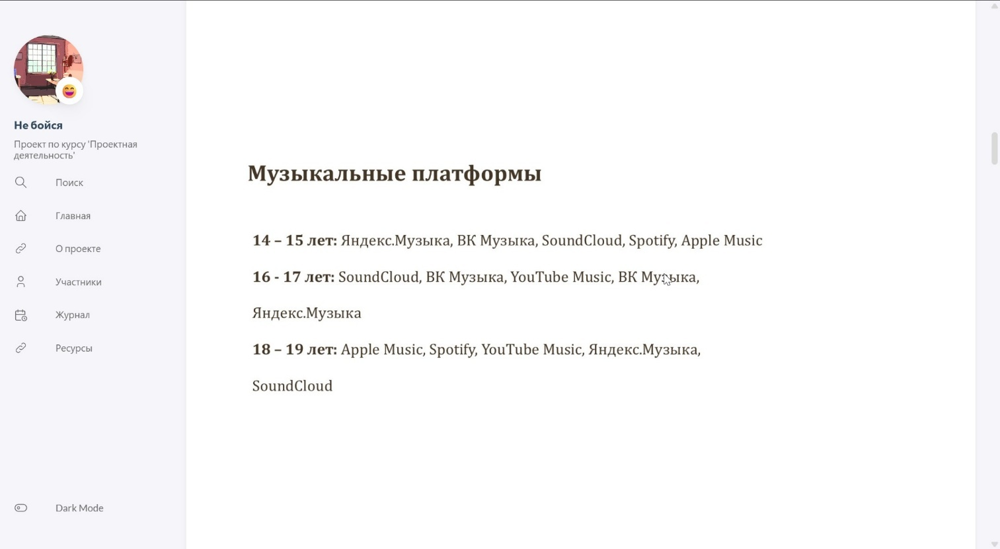 Не бойся
Проект по курсу 'Проектная
деятельность'
Поиск
Главная
О проекте
Участники
Журнал
Ресурсы
Dark Mode
Музыкальные платформы
14 – 15 лет: Яндекс.Музыка, ВК Музыка, SoundCloud, Spotify, Apple Music
16 - 17 лет: SoundCloud, ВК Музыка, YouTube Music, ВК Музыка,
Яндекс.Музыка
18 – 19 лет: Apple Music, Spotify, YouTube Music, Яндекс.Музыка,
SoundCloud